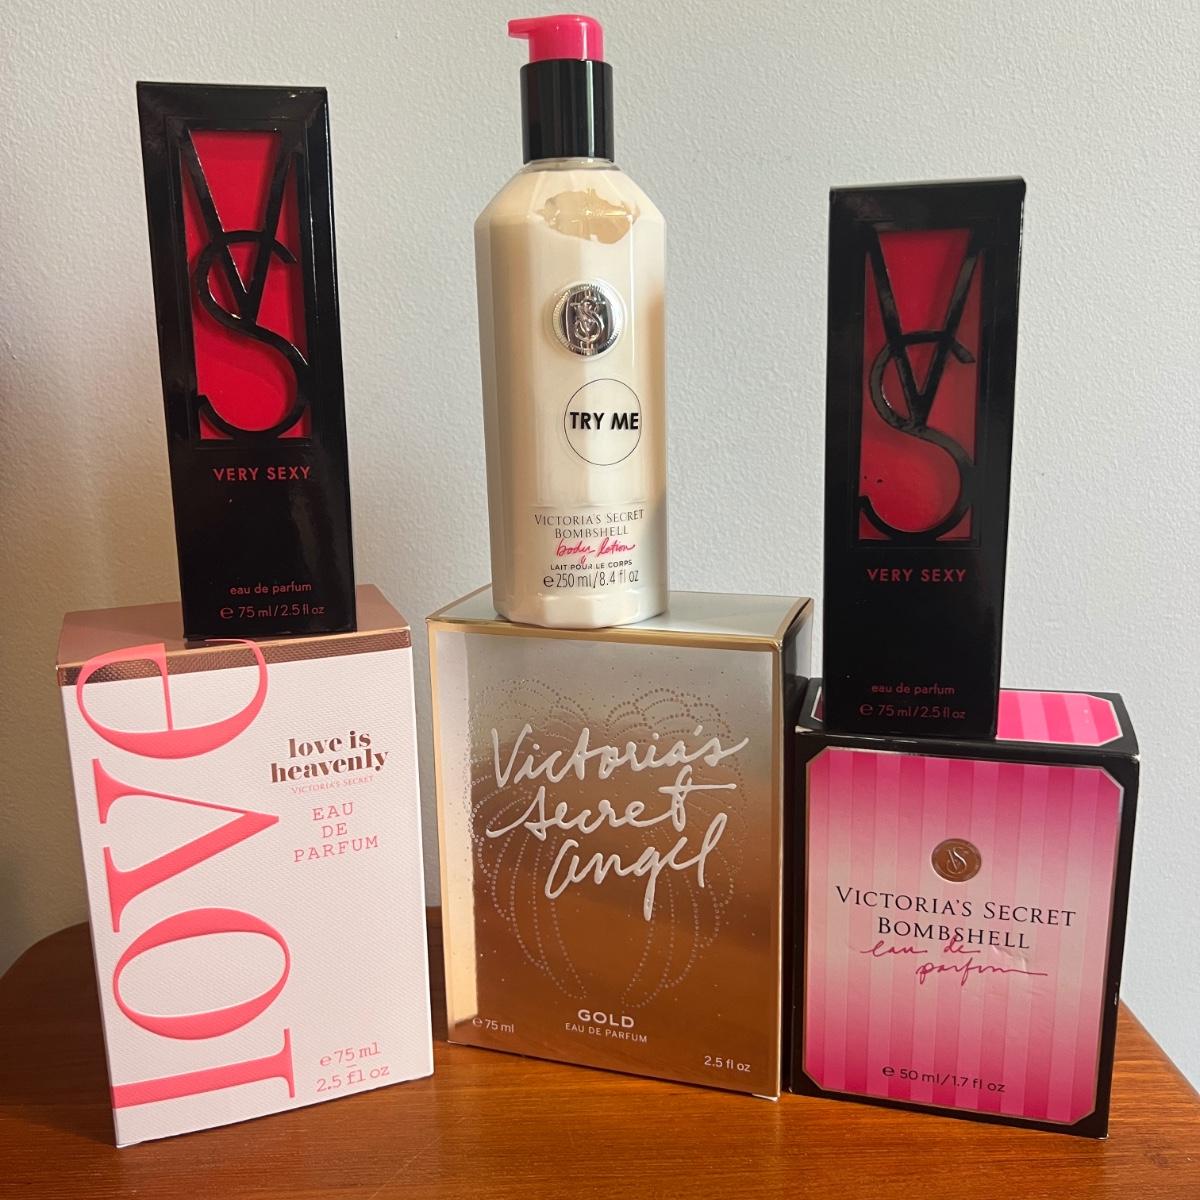 VS
VERY SEXY
eau de parfum
℮ 75 ml/2.5 fl oz
VS
TRY ME
VICTORIA'S SECRET
BOMBSHELL
body lotion
LAIT POUR LE CORPS
℮ 250 ml/8.4 fl oz
VS
VERY SEXY
eau de parfum
℮ 75 ml/2.5 fl oz
love
love is
heavenly
VICTORIA'S SECRET
EAU
DE
PARFUM
℮ 75 ml
2.5 fl oz
Victoria's
Secret
angel
GOLD
EAU DE PARFUM
℮ 75 ml
2.5 fl oz
VS
VICTORIA'S SECRET
BOMBSHELL
eau de
parfum
℮ 50 ml/1.7 fl oz